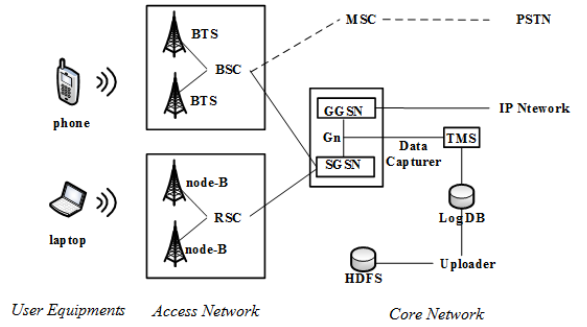 BTS
MSC
PSTN
BSC
BTS
phone
GGSN
IP Ntework
Gn
Data
Capturer
TMS
SGSN
node-B
RSC
node-B
laptop
LogDB
HDFS
Uploader
User Equipments
Access Network
Core Network